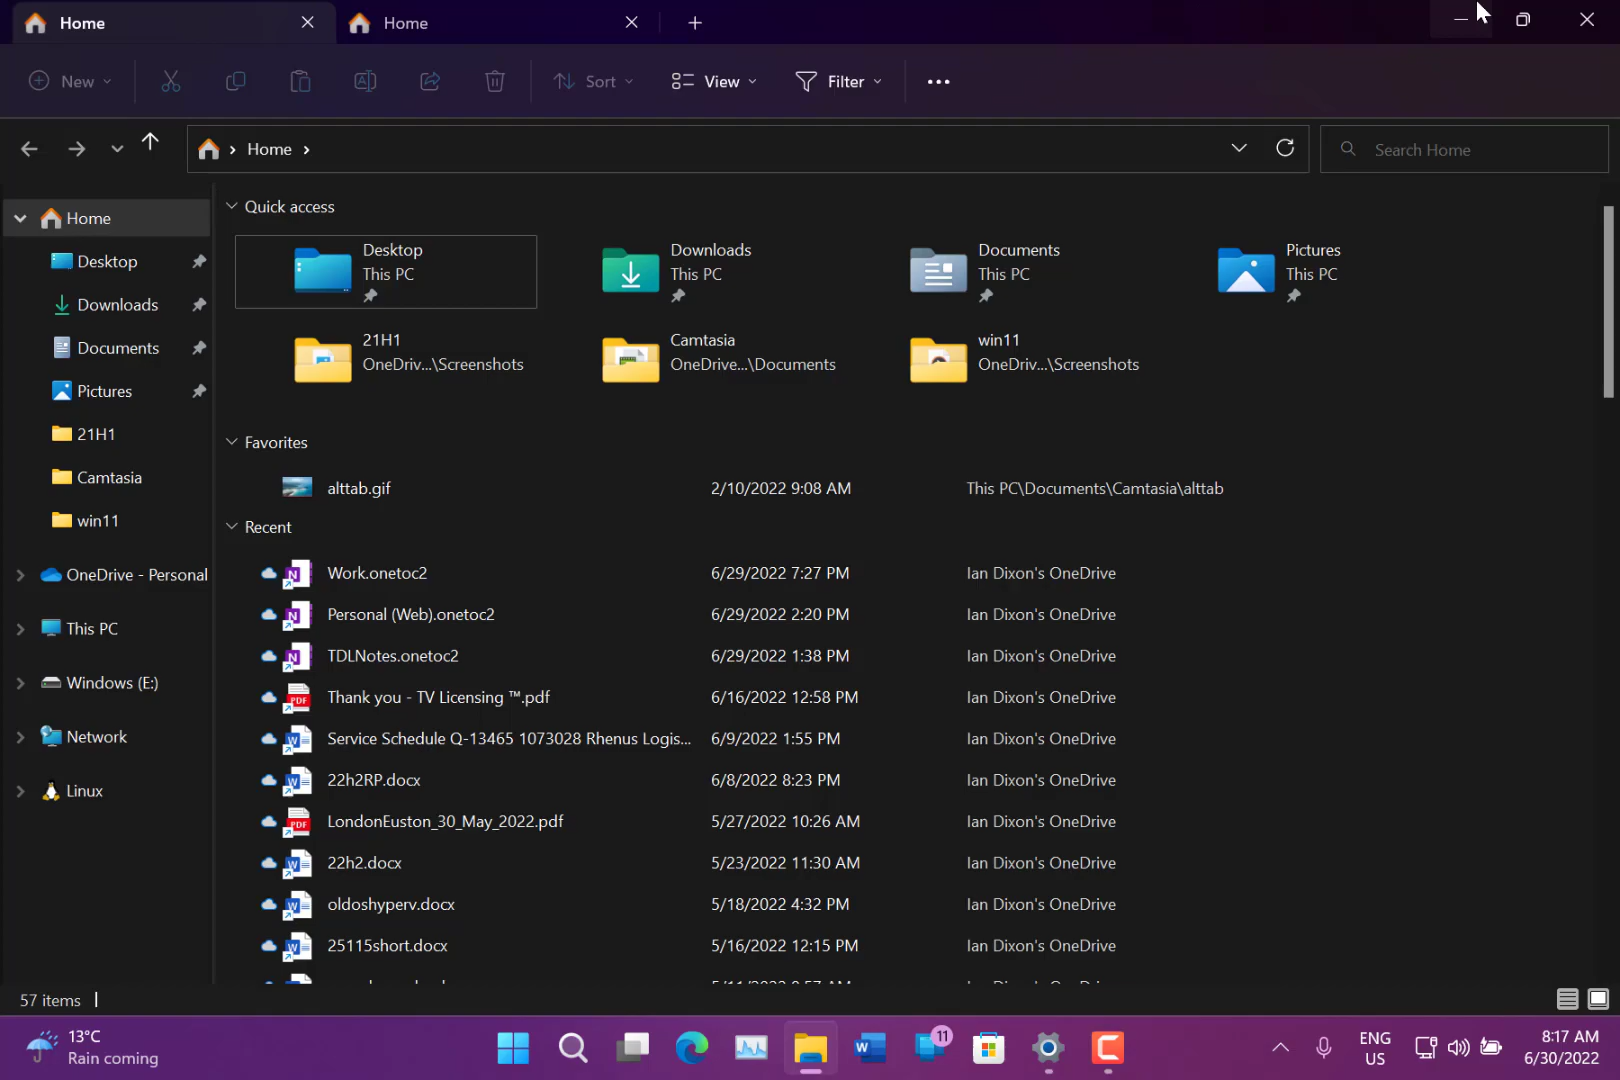 Home
Home
New
Sort
View
Filter
Home
Search Home
Home
Desktop
Downloads
Documents
Pictures
21H1
Camtasia
win11
OneDrive - Personal
This PC
Windows (E:)
Network
Linux
Quick access
Desktop
This PC
Downloads
This PC
Documents
This PC
Pictures
This PC
21H1
OneDriv...\Screenshots
Camtasia
OneDrive...\Documents
win11
OneDriv...\Screenshots
Favorites
alttab.gif 2/10/2022 9:08 AM This PC\Documents\Camtasia\alttab
Recent
Work.onetoc2 6/29/2022 7:27 PM Ian Dixon's OneDrive
Personal (Web).onetoc2 6/29/2022 2:20 PM Ian Dixon's OneDrive
TDLNotes.onetoc2 6/29/2022 1:38 PM Ian Dixon's OneDrive
Thank you - TV Licensing ™.pdf 6/16/2022 12:58 PM Ian Dixon's OneDrive
Service Schedule Q-13465 1073028 Rhenus Logis... 6/9/2022 1:55 PM Ian Dixon's OneDrive
22h2RP.docx 6/8/2022 8:23 PM Ian Dixon's OneDrive
LondonEuston_30_May_2022.pdf 5/27/2022 10:26 AM Ian Dixon's OneDrive
22h2.docx 5/23/2022 11:30 AM Ian Dixon's OneDrive
oldoshyperv.docx 5/18/2022 4:32 PM Ian Dixon's OneDrive
25115short.docx 5/16/2022 12:15 PM Ian Dixon's OneDrive
57 items
13°C
Rain coming
11
ENG
US
8:17 AM
6/30/2022